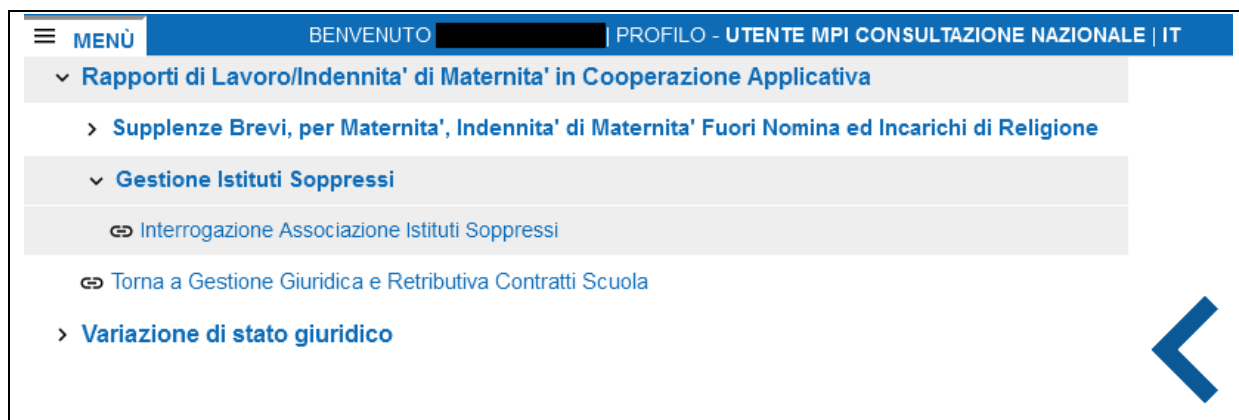 MENÙ BENVENUTO | PROFILO - UTENTE MPI CONSULTAZIONE NAZIONALE | IT
Rapporti di Lavoro/Indennita' di Maternita' in Cooperazione Applicativa
Supplenze Brevi, per Maternita', Indennita' di Maternita' Fuori Nomina ed Incarichi di Religione
Gestione Istituti Soppressi
Interrogazione Associazione Istituti Soppressi
Torna a Gestione Giuridica e Retributiva Contratti Scuola
Variazione di stato giuridico